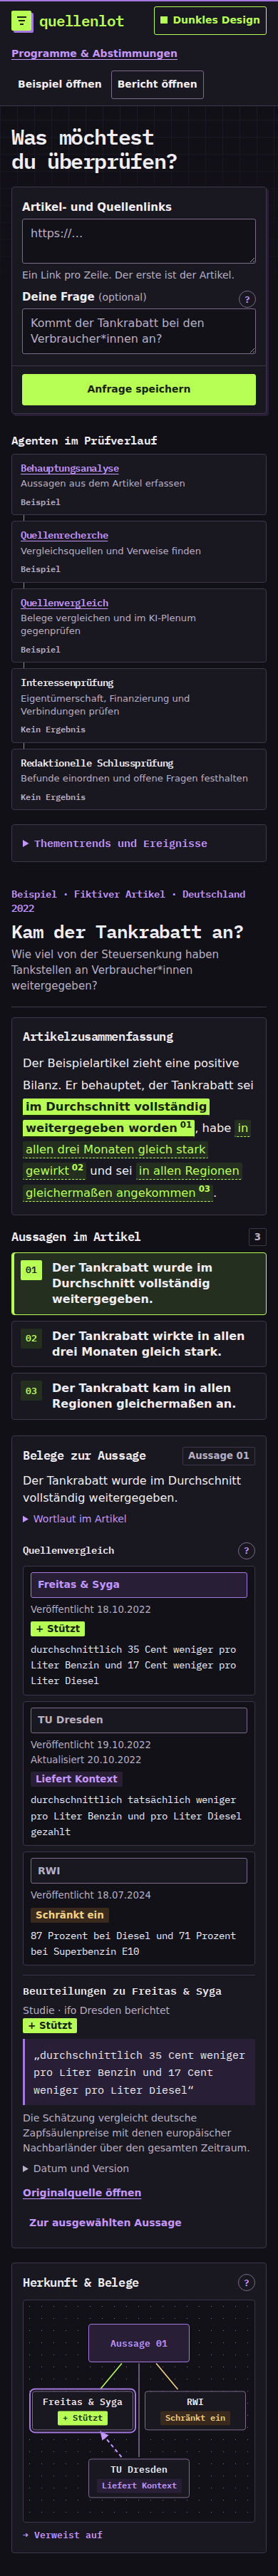 quellenlot
Dunkles Design
Programme & Abstimmungen
Beispiel öffnen
Bericht öffnen
Was möchtest
du überprüfen?
Artikel- und Quellenlinks
https://…
Ein Link pro Zeile. Der erste ist der Artikel.
Deine Frage (optional)
?
Kommt der Tankrabatt bei den
Verbraucher*innen an?
Anfrage speichern
Agenten im Prüfverlauf
Behauptungsanalyse
Aussagen aus dem Artikel erfassen
Beispiel
Quellenrecherche
Vergleichsquellen und Verweise finden
Beispiel
Quellenvergleich
Belege vergleichen und im KI-Plenum
gegenprüfen
Beispiel
Interessenprüfung
Eigentümerschaft, Finanzierung und
Verbindungen prüfen
Kein Ergebnis
Redaktionelle Schlussprüfung
Befunde einordnen und offene Fragen festhalten
Kein Ergebnis
Thementrends und Ereignisse
Beispiel · Fiktiver Artikel · Deutschland
2022
Kam der Tankrabatt an?
Wie viel von der Steuersenkung haben
Tankstellen an Verbraucher*innen
weitergegeben?
Artikelzusammenfassung
Der Beispielartikel zieht eine positive
Bilanz. Er behauptet, der Tankrabatt sei
im Durchschnitt vollständig
weitergegeben worden 01, habe in
allen drei Monaten gleich stark
gewirkt 02 und sei in allen Regionen
gleichermaßen angekommen 03.
Aussagen im Artikel
3
01
Der Tankrabatt wurde im
Durchschnitt vollständig
weitergegeben.
02
Der Tankrabatt wirkte in allen
drei Monaten gleich stark.
03
Der Tankrabatt kam in allen
Regionen gleichermaßen an.
Belege zur Aussage
Aussage 01
Der Tankrabatt wurde im Durchschnitt
vollständig weitergegeben.
Wortlaut im Artikel
Quellenvergleich
?
Freitas & Syga
Veröffentlicht 18.10.2022
+ Stützt
durchschnittlich 35 Cent weniger pro
Liter Benzin und 17 Cent weniger pro
Liter Diesel
TU Dresden
Veröffentlicht 19.10.2022
Aktualisiert 20.10.2022
Liefert Kontext
durchschnittlich tatsächlich weniger
pro Liter Benzin und pro Liter Diesel
gezahlt
RWI
Veröffentlicht 18.07.2024
Schränkt ein
87 Prozent bei Diesel und 71 Prozent
bei Superbenzin E10
Beurteilungen zu Freitas & Syga
Studie · ifo Dresden berichtet
+ Stützt
„durchschnittlich 35 Cent weniger
pro Liter Benzin und 17 Cent
weniger pro Liter Diesel“
Die Schätzung vergleicht deutsche
Zapfsäulenpreise mit denen europäischer
Nachbarländer über den gesamten Zeitraum.
Datum und Version
Originalquelle öffnen
Zur ausgewählten Aussage
Herkunft & Belege
?
Aussage 01
Freitas & Syga
+ Stützt
RWI
Schränkt ein
TU Dresden
Liefert Kontext
→ Verweist auf